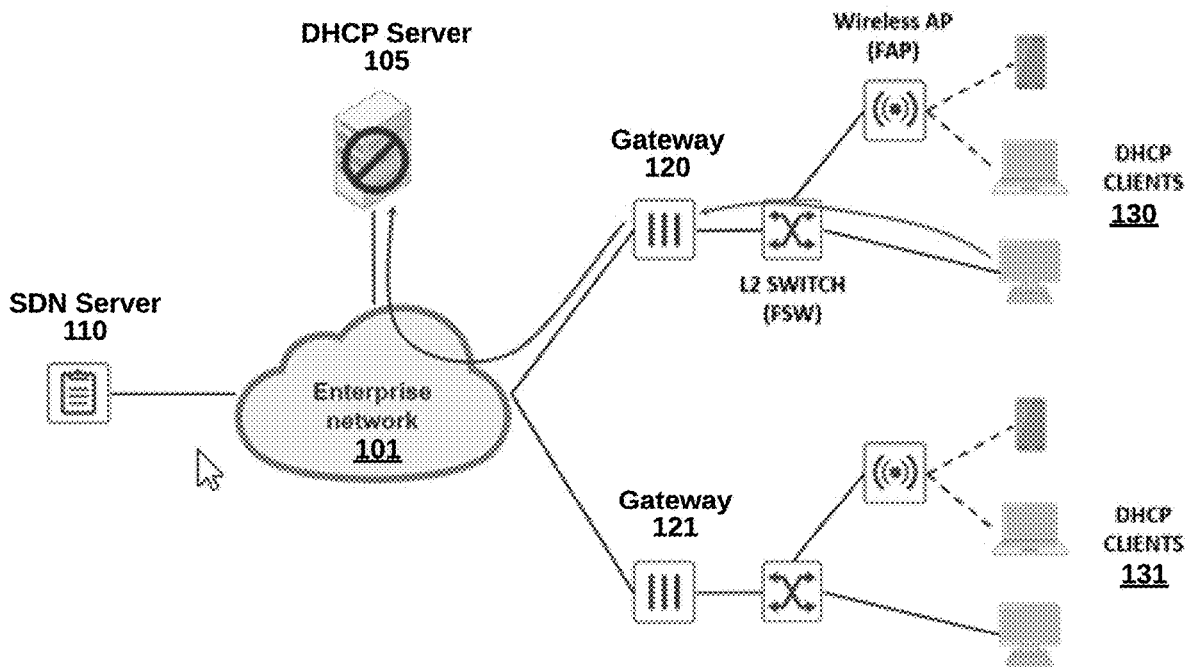 DHCP Server
105
Wireless AP
(FAP)
Gateway
120
DHCP
CLIENTS
130
L2 SWITCH
(FSW)
SDN Server
110
Enterprise
network
101
Gateway
121
DHCP
CLIENTS
131